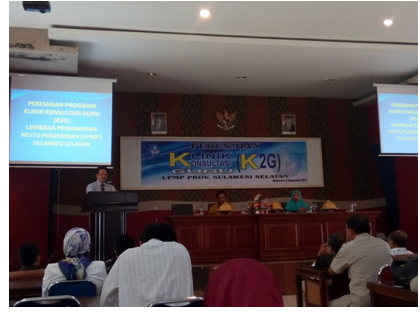 PERESMIAN PROGRAM
KLINIK KONSULTASI GURU
(K2G)
LEMBAGA PENJAMINAN
MUTU PENDIDIKAN (LPMP)
SULAWESI SELATAN
PERESMIAN
KLINIK
KONSULTASI
GURU
(K2G)
LPMP PROV. SULAWESI SELATAN